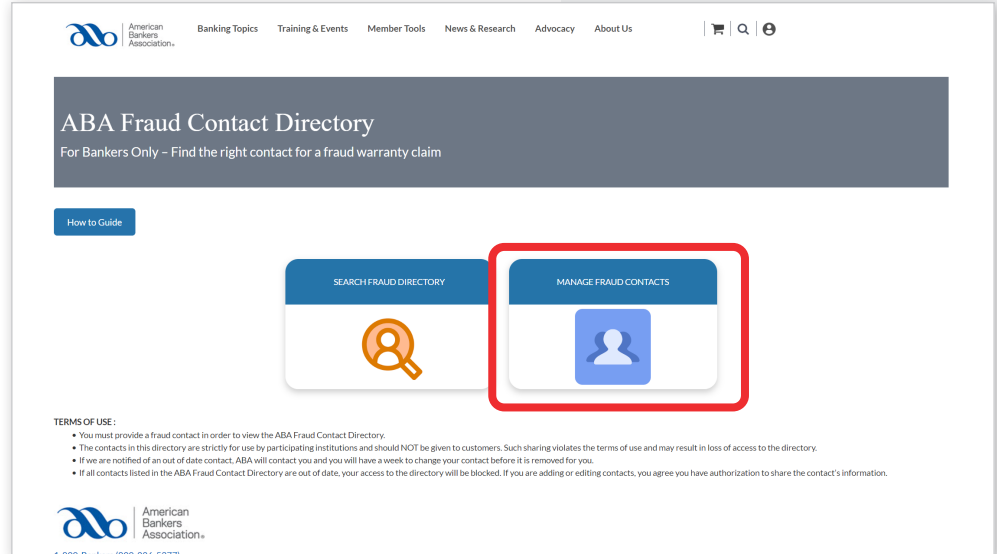 American
Bankers
Association®
Banking Topics Training & Events Member Tools News & Research Advocacy About Us
ABA Fraud Contact Directory
For Bankers Only – Find the right contact for a fraud warranty claim
How to Guide
SEARCH FRAUD DIRECTORY MANAGE FRAUD CONTACTS
TERMS OF USE :
• You must provide a fraud contact in order to view the ABA Fraud Contact Directory.
• The contacts in this directory are strictly for use by participating institutions and should NOT be given to customers. Such sharing violates the terms of use and may result in loss of access to the directory.
• If we are notified of an out of date contact, ABA will contact you and you will have a week to change your contact before it is removed for you.
• If all contacts listed in the ABA Fraud Contact Directory are out of date, your access to the directory will be blocked. If you are adding or editing contacts, you agree you have authorization to share the contact's information.
American
Bankers
Association®